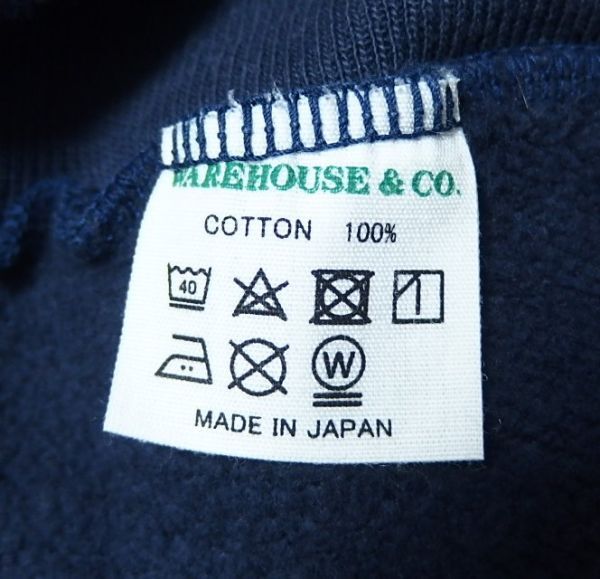 WAREHOUSE & CO.
COTTON 100%
40
W
MADE IN JAPAN